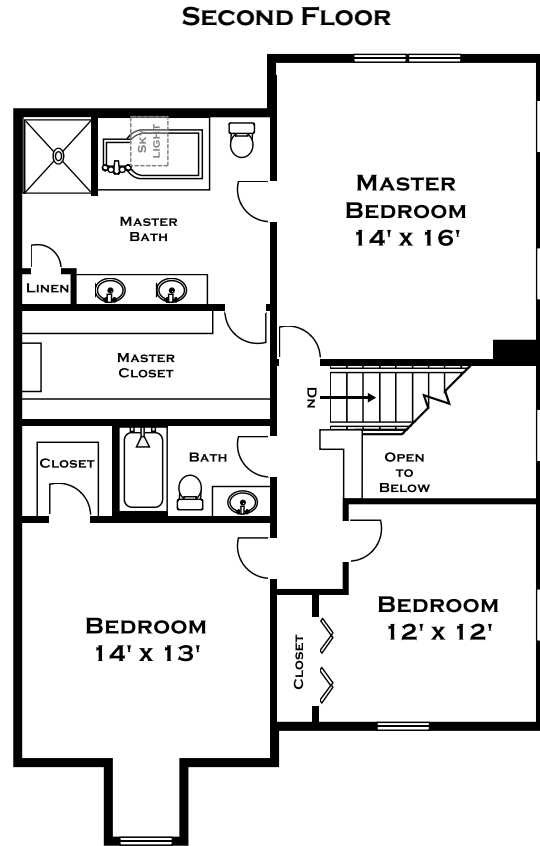 SECOND FLOOR
SKY
LIGHT
MASTER
BATH
MASTER
BEDROOM
14' X 16'
LINEN
MASTER
CLOSET
DN
CLOSET
BATH
OPEN
TO
BELOW
BEDROOM
14' X 13'
BEDROOM
12' X 12'
CLOSET